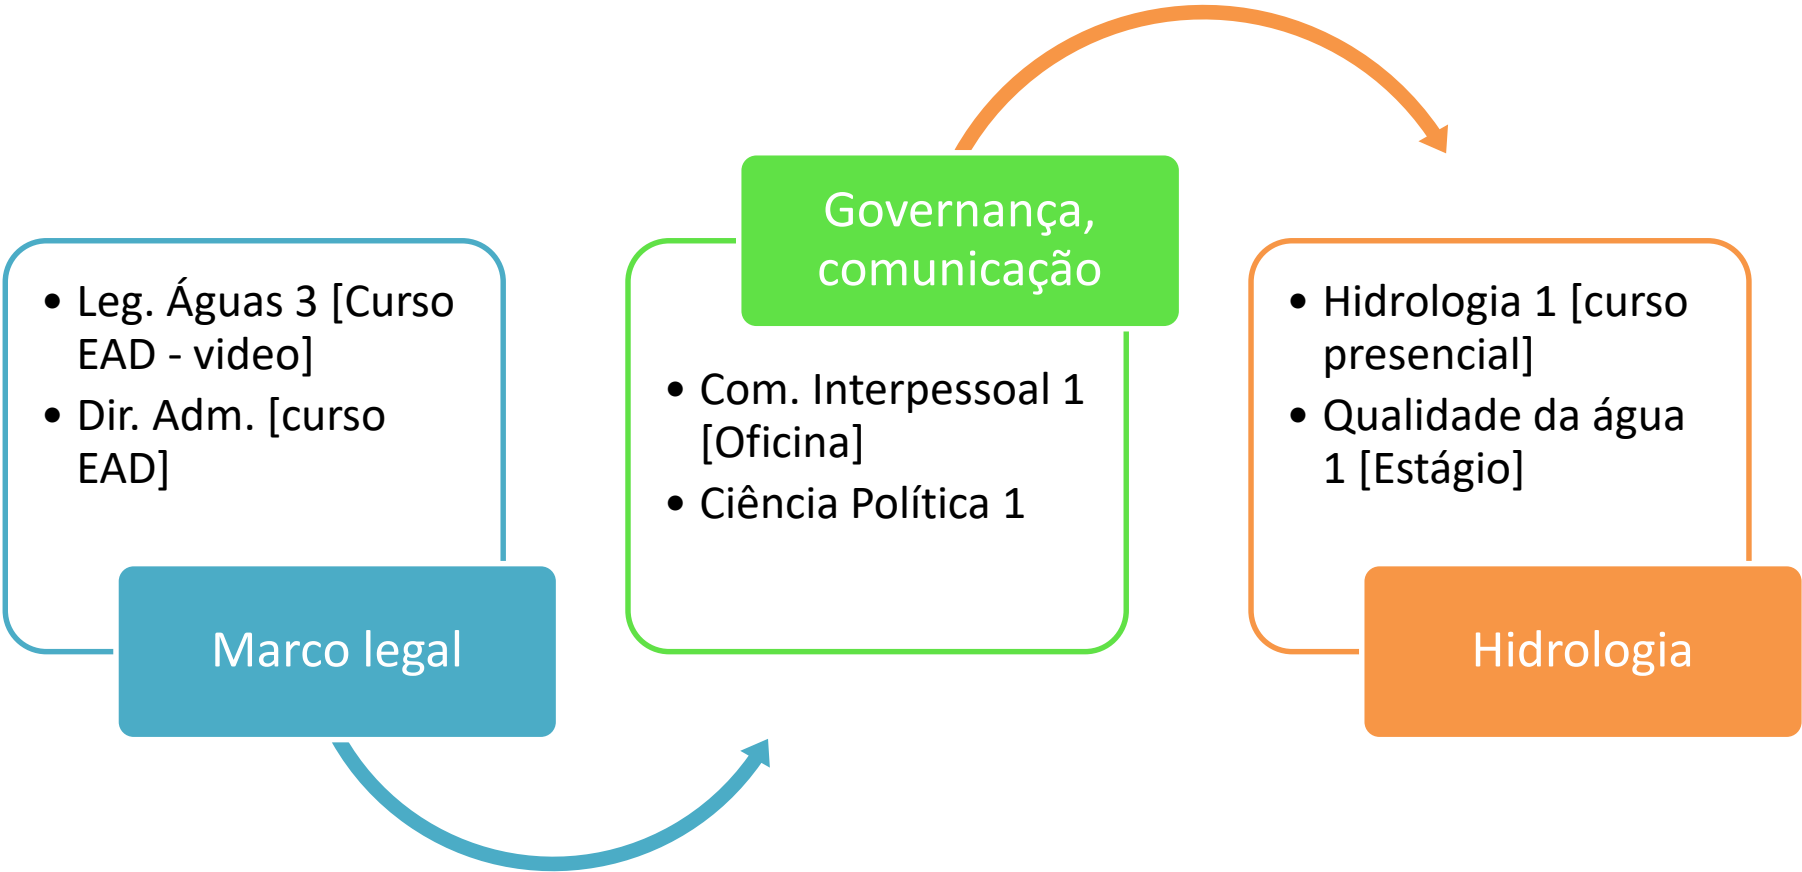 • Leg. Águas 3 [Curso
EAD - video]
• Dir. Adm. [curso
EAD]
Marco legal
Governança,
comunicação
• Com. Interpessoal 1
[Oficina]
• Ciência Política 1
• Hidrologia 1 [curso
presencial]
• Qualidade da água
1 [Estágio]
Hidrologia